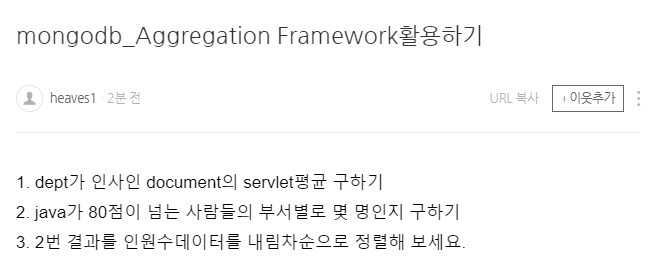 mongodb_Aggregation Framework활용하기
heaves1 · 2분 전
URL 복사
+ 이웃추가
1. dept가 인사인 document의 servlet평균 구하기
2. java가 80점이 넘는 사람들의 부서별로 몇 명인지 구하기
3. 2번 결과를 인원수데이터를 내림차순으로 정렬해 보세요.